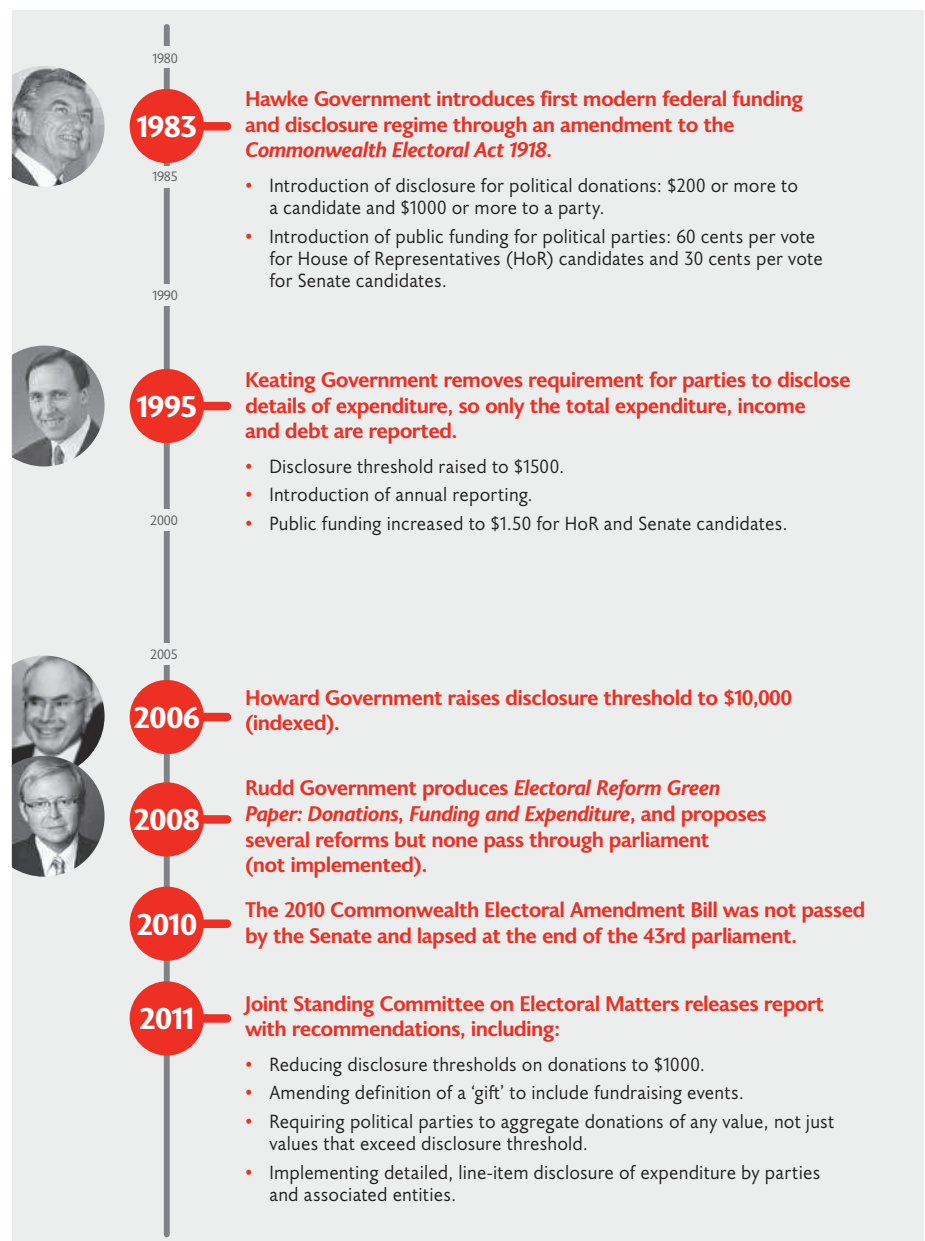 1980
1983
Hawke Government introduces first modern federal funding
and disclosure regime through an amendment to the
Commonwealth Electoral Act 1918.
1985
• Introduction of disclosure for political donations: $200 or more to
a candidate and $1000 or more to a party.
• Introduction of public funding for political parties: 60 cents per vote
for House of Representatives (HoR) candidates and 30 cents per vote
for Senate candidates.
1990
1995
Keating Government removes requirement for parties to disclose
details of expenditure, so only the total expenditure, income
and debt are reported.
• Disclosure threshold raised to $1500.
• Introduction of annual reporting.
• Public funding increased to $1.50 for HoR and Senate candidates.
2000
2005
2006
Howard Government raises disclosure threshold to $10,000
(indexed).
2008
Rudd Government produces Electoral Reform Green
Paper: Donations, Funding and Expenditure, and proposes
several reforms but none pass through parliament
(not implemented).
2010
The 2010 Commonwealth Electoral Amendment Bill was not passed
by the Senate and lapsed at the end of the 43rd parliament.
2011
Joint Standing Committee on Electoral Matters releases report
with recommendations, including:
• Reducing disclosure thresholds on donations to $1000.
• Amending definition of a ‘gift’ to include fundraising events.
• Requiring political parties to aggregate donations of any value, not just
values that exceed disclosure threshold.
• Implementing detailed, line-item disclosure of expenditure by parties
and associated entities.